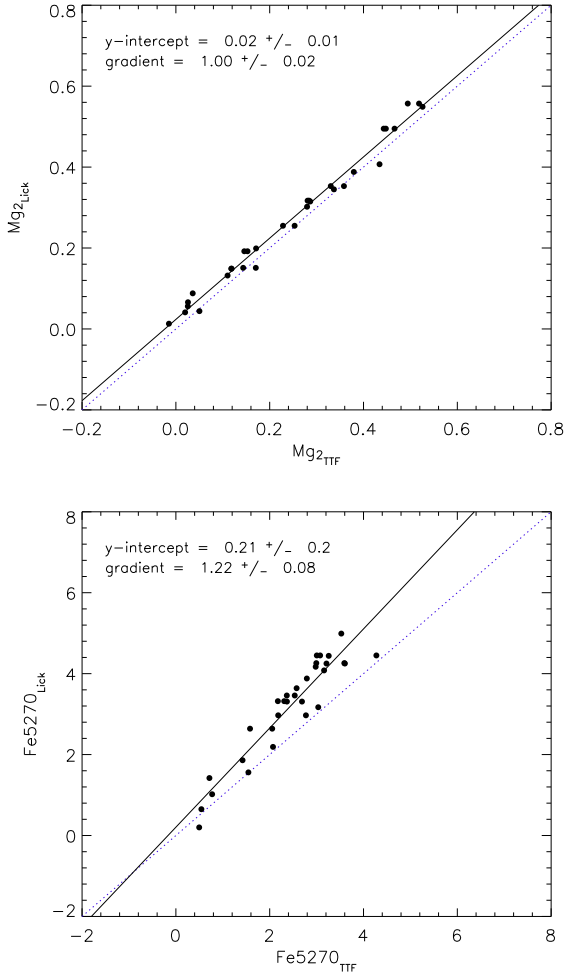 0.8
y-intercept = 0.02 +/- 0.01
gradient = 1.00 +/- 0.02
0.6
0.4
Mg2Lick
0.2
0.0
-0.2
-0.2 0.0 0.2 0.4 0.6 0.8
Mg2TTF
8
y-intercept = 0.21 +/- 0.2
gradient = 1.22 +/- 0.08
6
4
Fe5270Lick
2
0
-2
-2 0 2 4 6 8
Fe5270TTF